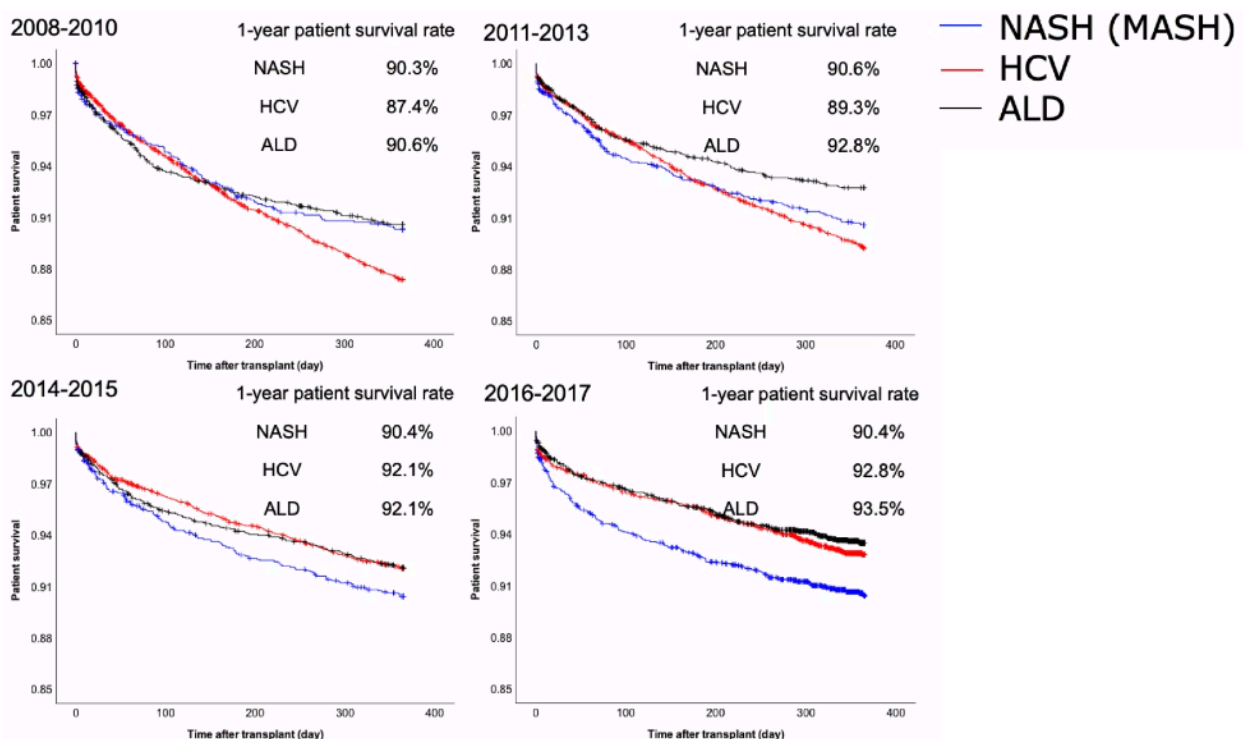 2008-2010 1-year patient survival rate
NASH 90.3%
HCV 87.4%
ALD 90.6%
1.00
0.97
0.94
0.91
0.88
0.85
Patient survival
0 100 200 300 400
Time after transplant (day)
2011-2013 1-year patient survival rate
NASH 90.6%
HCV 89.3%
ALD 92.8%
1.00
0.97
0.94
0.91
0.88
0.85
Patient survival
0 100 200 300 400
Time after transplant (day)
NASH (MASH)
HCV
ALD
2014-2015 1-year patient survival rate
NASH 90.4%
HCV 92.1%
ALD 92.1%
1.00
0.97
0.94
0.91
0.88
0.85
Patient survival
0 100 200 300 400
Time after transplant (day)
2016-2017 1-year patient survival rate
NASH 90.4%
HCV 92.8%
ALD 93.5%
1.00
0.97
0.94
0.91
0.88
0.85
Patient survival
0 100 200 300 400
Time after transplant (day)